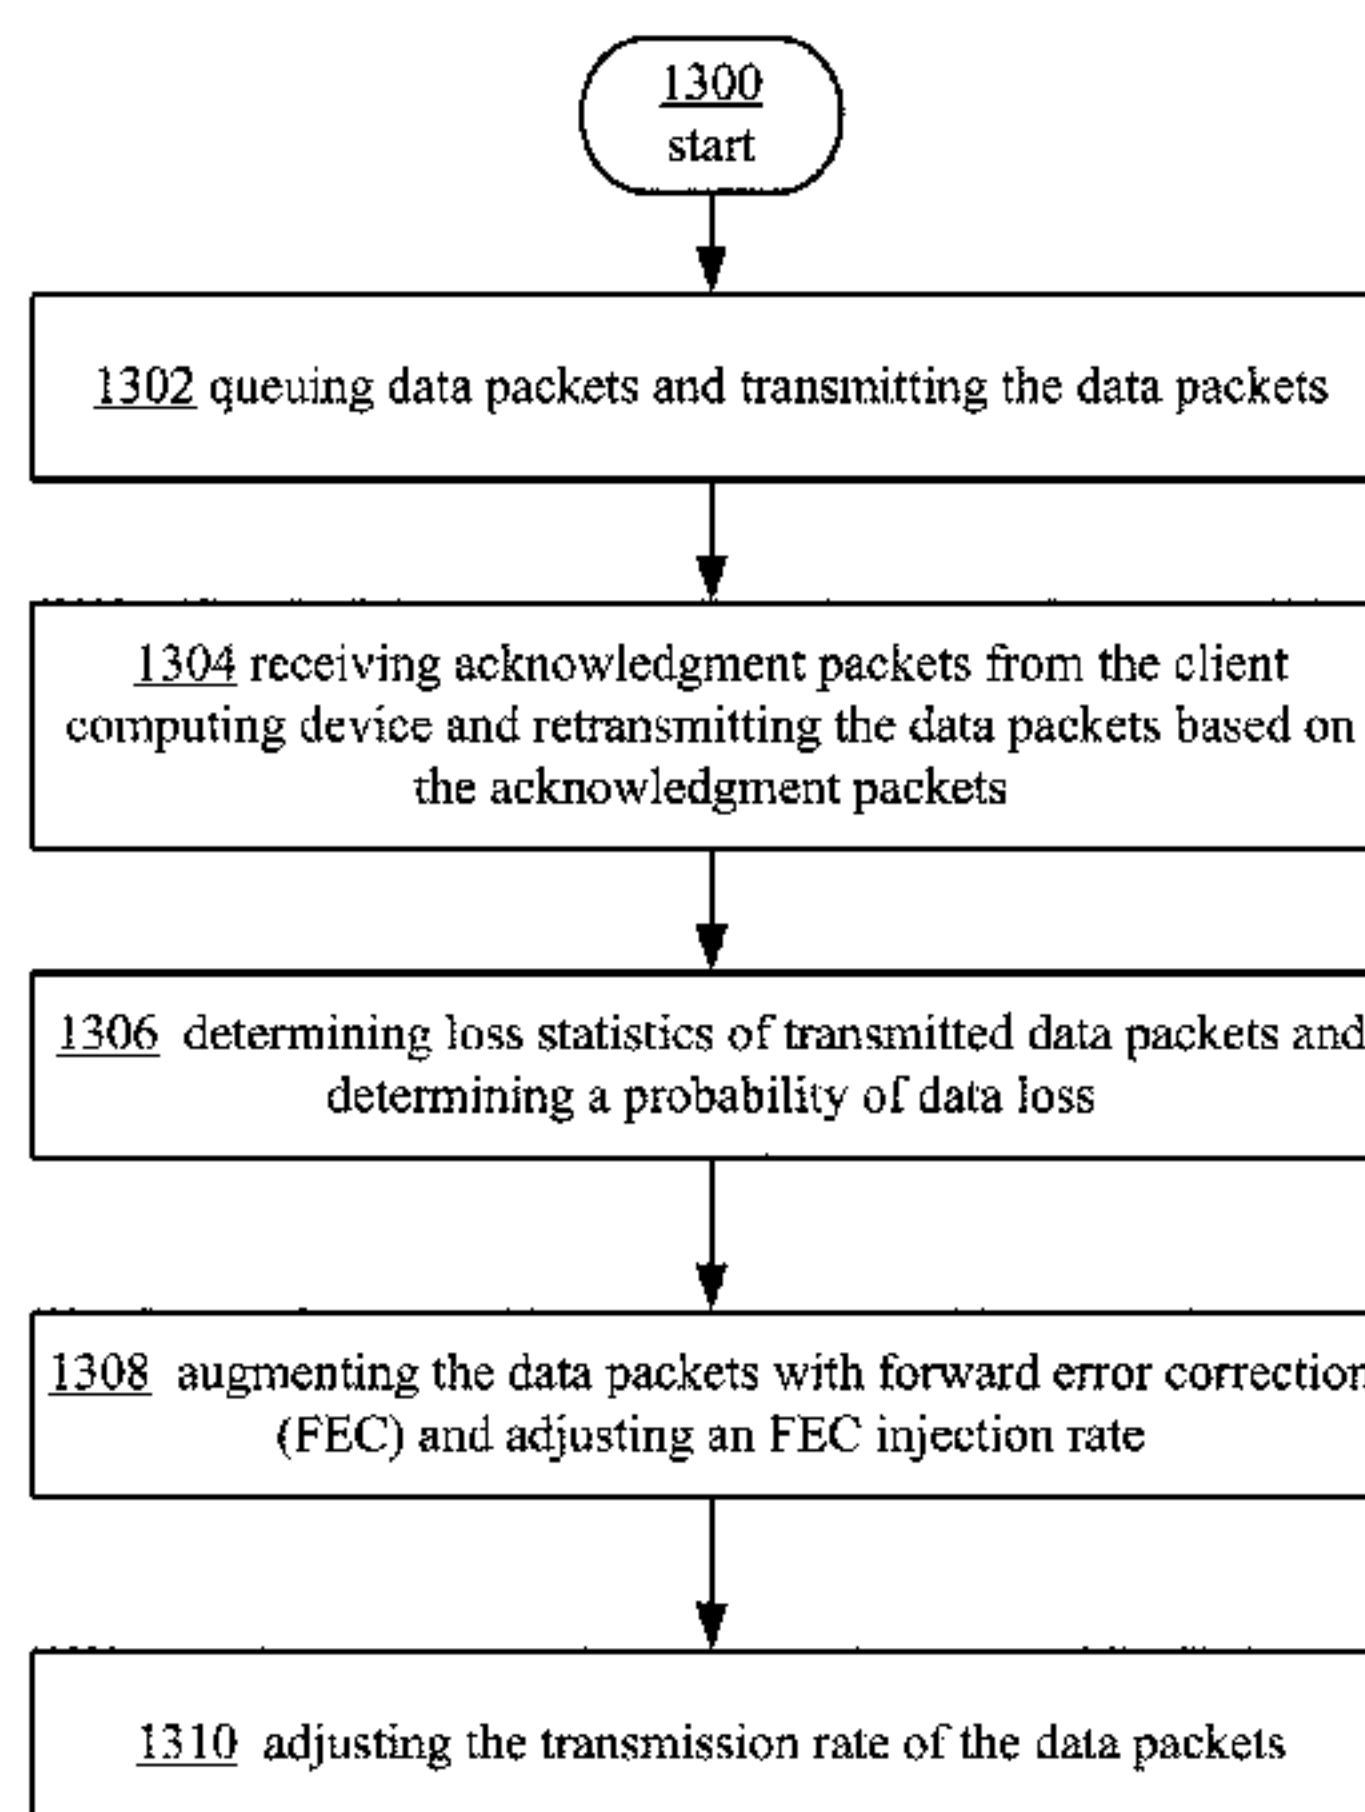 1300
start
1302 queuing data packets and transmitting the data packets
1304 receiving acknowledgment packets from the client
computing device and retransmitting the data packets based on
the acknowledgment packets
1306 determining loss statistics of transmitted data packets and
determining a probability of data loss
1308 augmenting the data packets with forward error correction
(FEC) and adjusting an FEC injection rate
1310 adjusting the transmission rate of the data packets